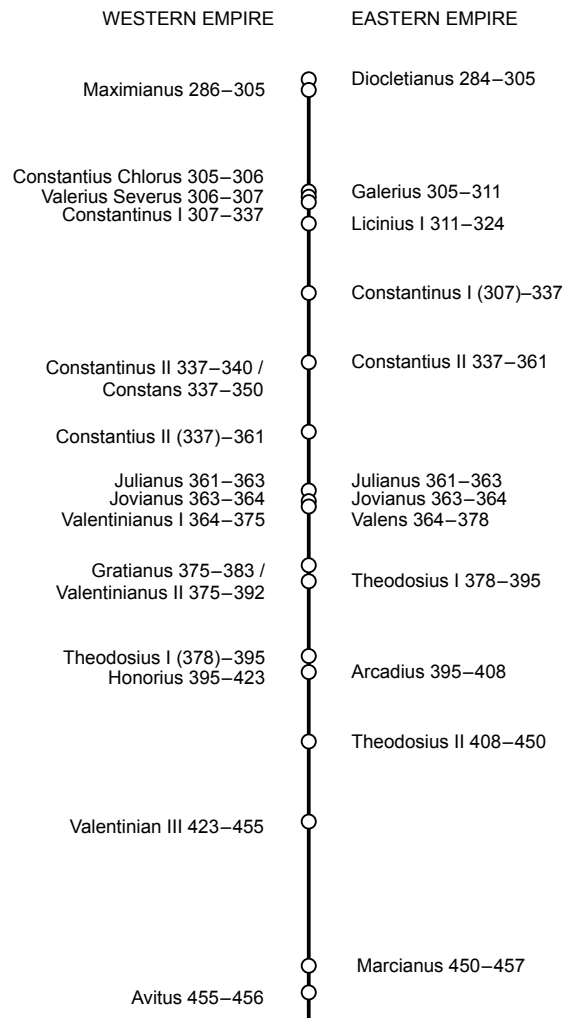 WESTERN EMPIRE EASTERN EMPIRE
Diocletianus 284–305
Maximianus 286–305
Constantius Chlorus 305–306
Valerius Severus 306–307 Galerius 305–311
Constantinus I 307–337
Licinius I 311–324
Constantinus I (307)–337
Constantinus II 337–340 / Constantius II 337–361
Constans 337–350
Constantius II (337)–361
Julianus 361–363 Julianus 361–363
Jovianus 363–364 Jovianus 363–364
Valentinianus I 364–375 Valens 364–378
Gratianus 375–383 /
Valentinianus II 375–392 Theodosius I 378–395
Theodosius I (378)–395
Honorius 395–423 Arcadius 395–408
Theodosius II 408–450
Valentinian III 423–455
Marcianus 450–457
Avitus 455–456